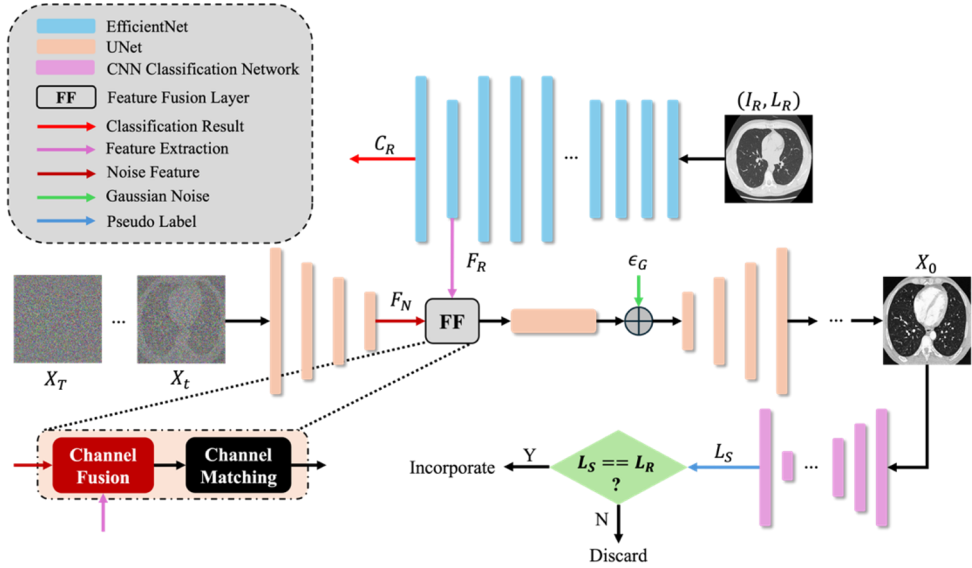 EfficientNet
UNet
CNN Classification Network
FF
Feature Fusion Layer
Classification Result
Feature Extraction
Noise Feature
Gaussian Noise
Pseudo Label
(I_R, L_R)
C_R
...
F_R
ϵ_G
X_0
F_N
FF
...
...
X_T
X_t
Channel
Fusion
Channel
Matching
Incorporate
Y
L_S == L_R
?
L_S
...
N
Discard